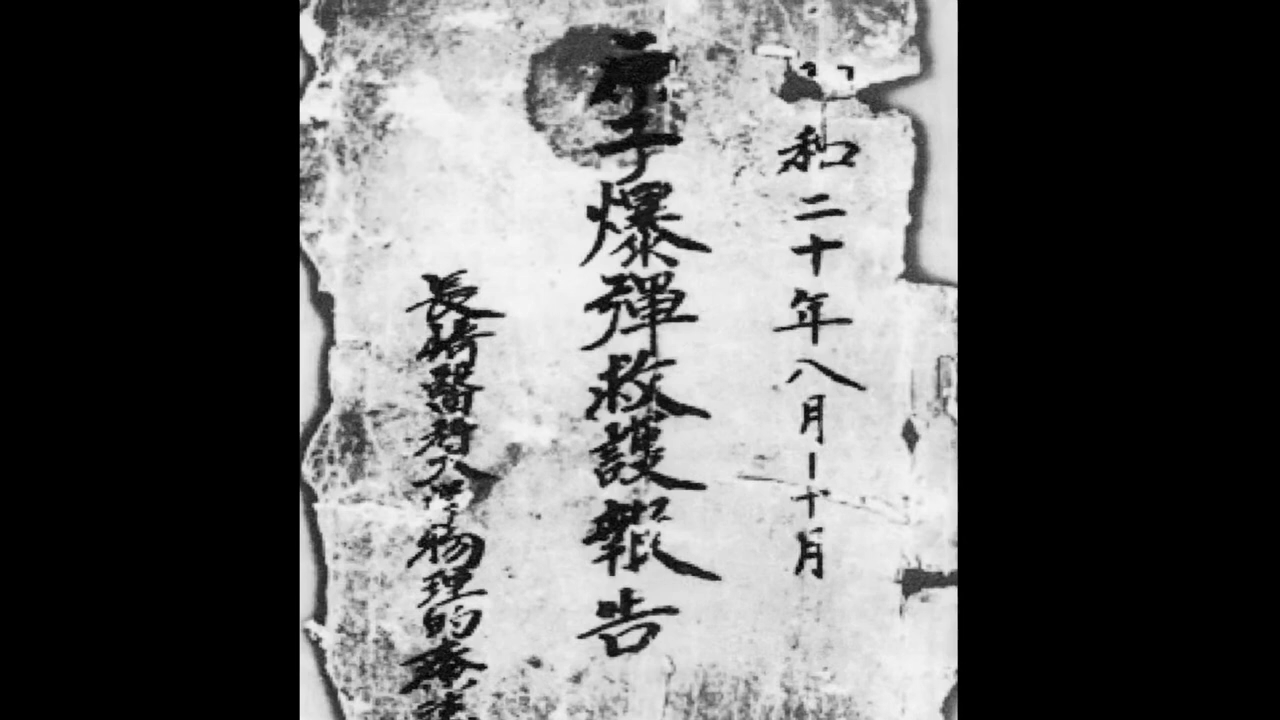 和二十年八月–十月
原子爆彈救護報告
長崎醫科大學物理的療法